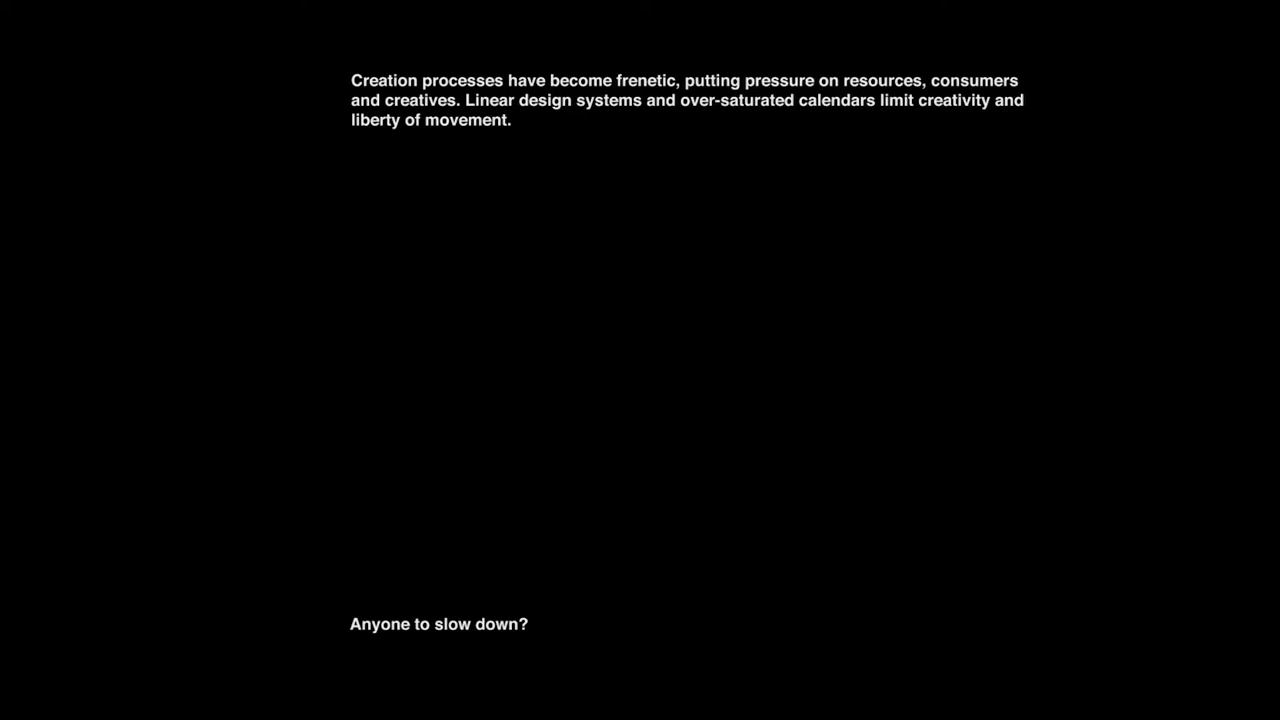 Creation processes have become frenetic, putting pressure on resources, consumers
and creatives. Linear design systems and over-saturated calendars limit creativity and
liberty of movement.
Anyone to slow down?